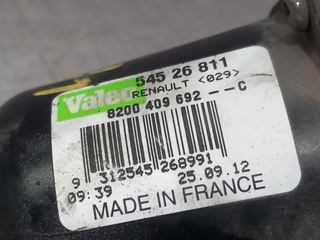 545 26 811
Valeo RENAULT <029>
8200 409 692 -- C
9 312545 268991
09:39 25.09.12
MADE IN FRANCE